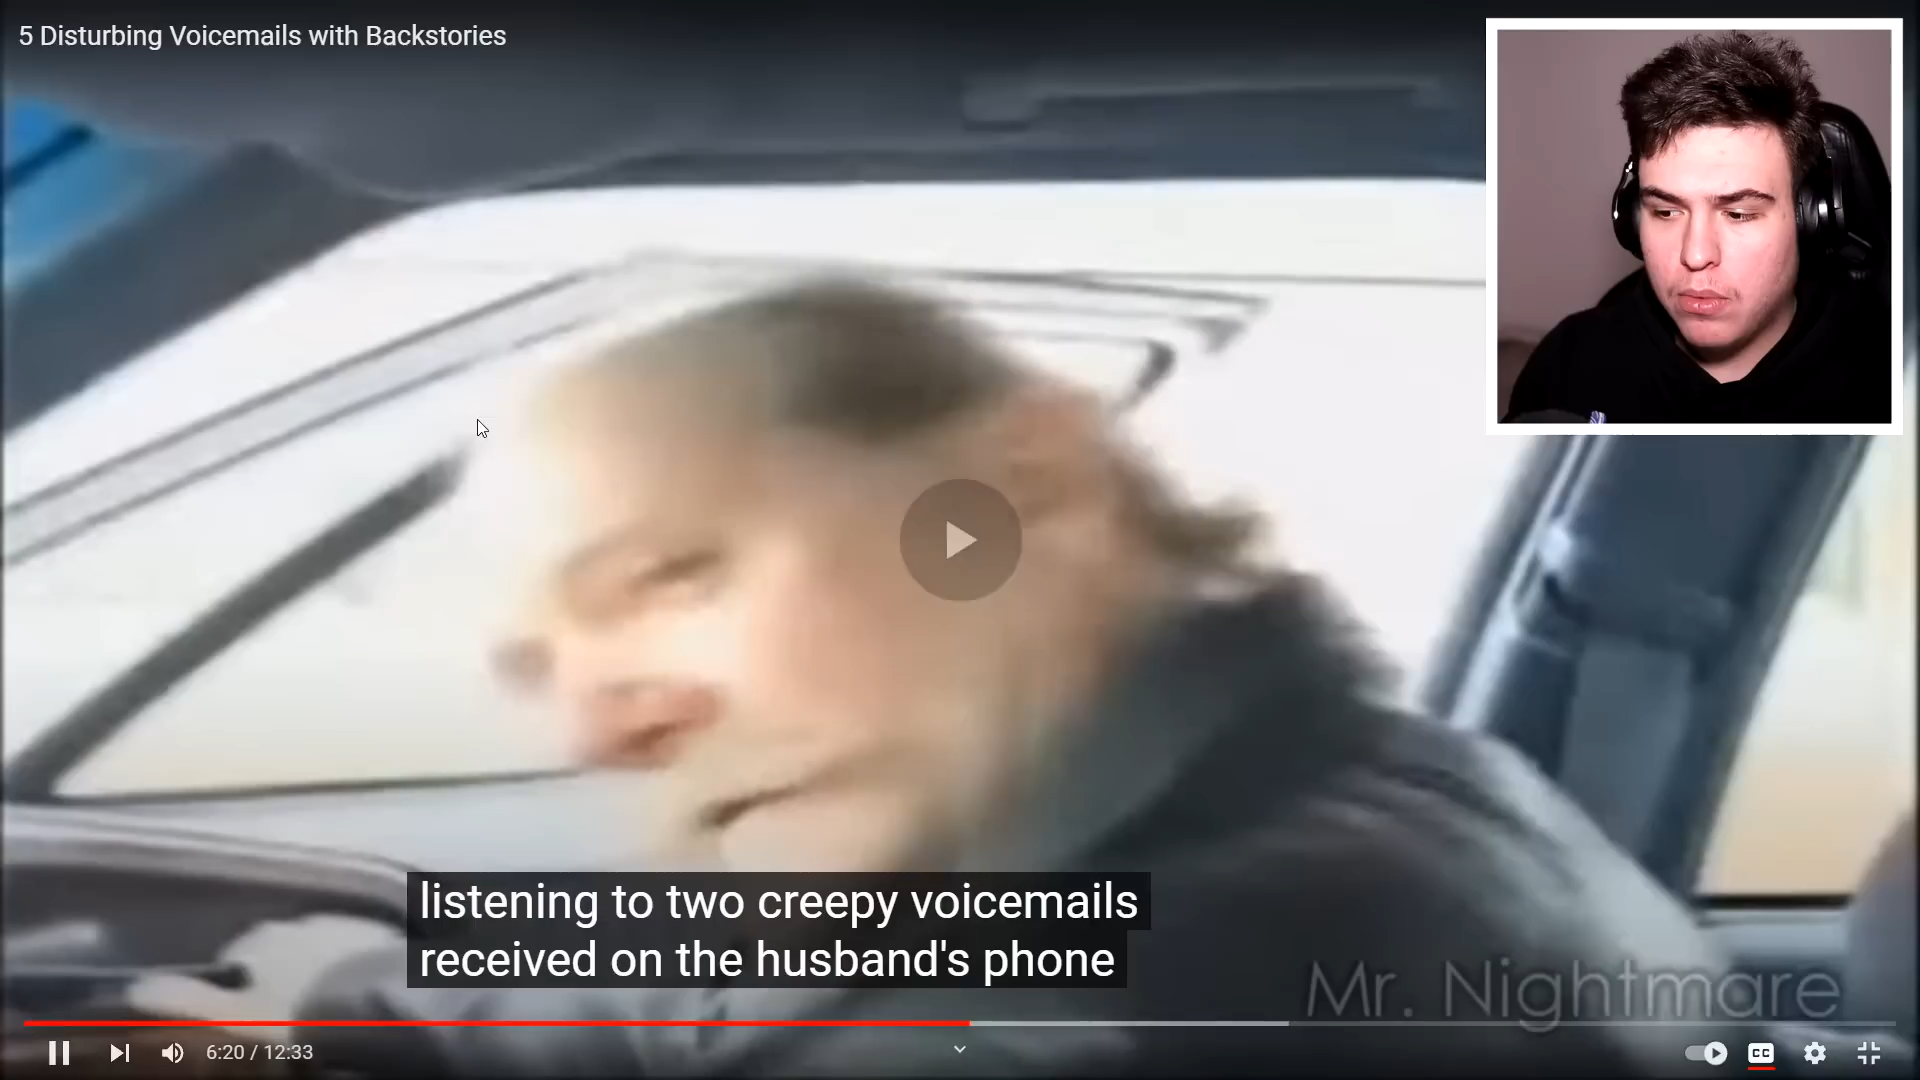 5 Disturbing Voicemails with Backstories
listening to two creepy voicemails
received on the husband's phone
Mr. Nightmare
6:20 / 12:33
CC